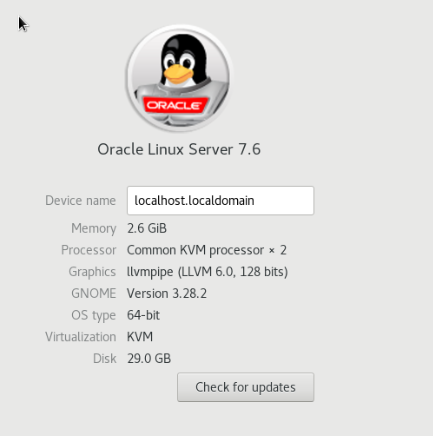 ORACLE
Oracle Linux Server 7.6
Device name localhost.localdomain
Memory 2.6 GiB
Processor Common KVM processor × 2
Graphics llvmpipe (LLVM 6.0, 128 bits)
GNOME Version 3.28.2
OS type 64-bit
Virtualization KVM
Disk 29.0 GB
Check for updates